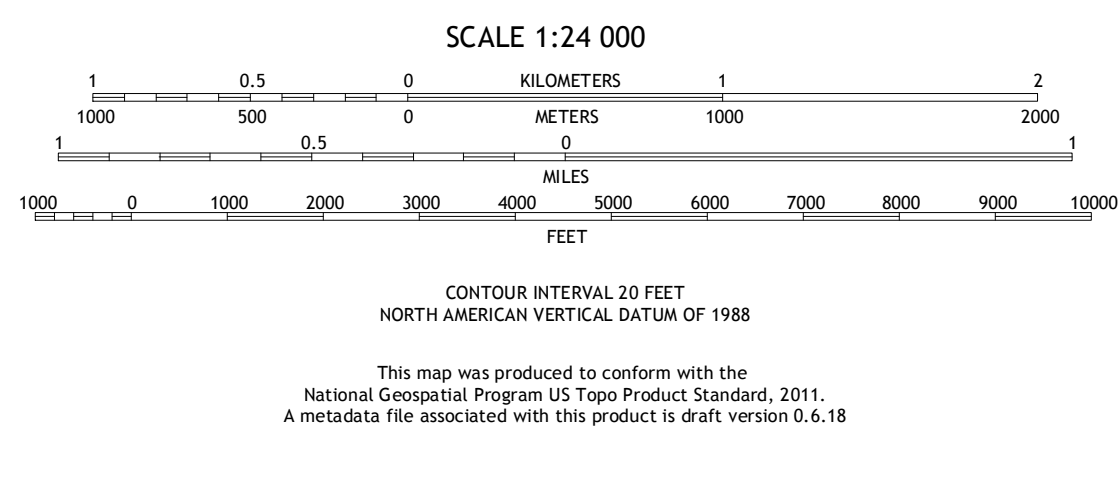 SCALE 1:24 000
1 0.5 0 KILOMETERS 1 2
1000 500 0 METERS 1000 2000
1 0.5 0 1
MILES
1000 0 1000 2000 3000 4000 5000 6000 7000 8000 9000 10000
FEET
CONTOUR INTERVAL 20 FEET
NORTH AMERICAN VERTICAL DATUM OF 1988
This map was produced to conform with the
National Geospatial Program US Topo Product Standard, 2011.
A metadata file associated with this product is draft version 0.6.18